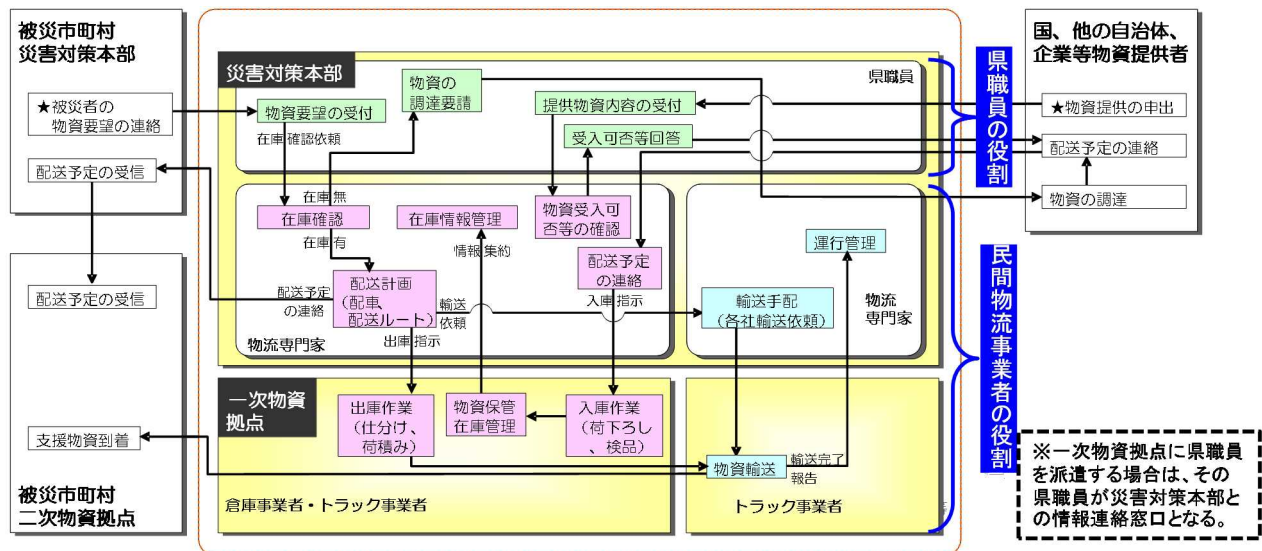 被災市町村
災害対策本部
★被災者の
物資要望の連絡
配送予定の受信
配送予定の受信
支援物資到着
被災市町村
二次物資拠点
災害対策本部
県職員
物資要望の受付
物資の
調達要請
提供物資内容の受付
受入可否等回答
在庫確認依頼
在庫無
在庫確認
在庫有
在庫情報管理
情報集約
物資受入可
否等の確認
配送予定
の連絡
入庫指示
配送計画
(配車、
配送ルート)
配送予定
の連絡
輸送
依頼
出庫指示
物流専門家
運行管理
輸送手配
(各社輸送依頼)
物流
専門家
一次物資
拠点
出庫作業
(仕分け、
荷積み)
物資保管
在庫管理
入庫作業
(荷下ろし
、検品)
倉庫事業者・トラック事業者
物資輸送
輸送完了
報告
トラック事業者
県職員の役割
民間物流事業者の役割
国、他の自治体、
企業等物資提供者
★物資提供の申出
配送予定の連絡
物資の調達
※一次物資拠点に県職員
を派遣する場合は、その
県職員が災害対策本部と
の情報連絡窓口となる。